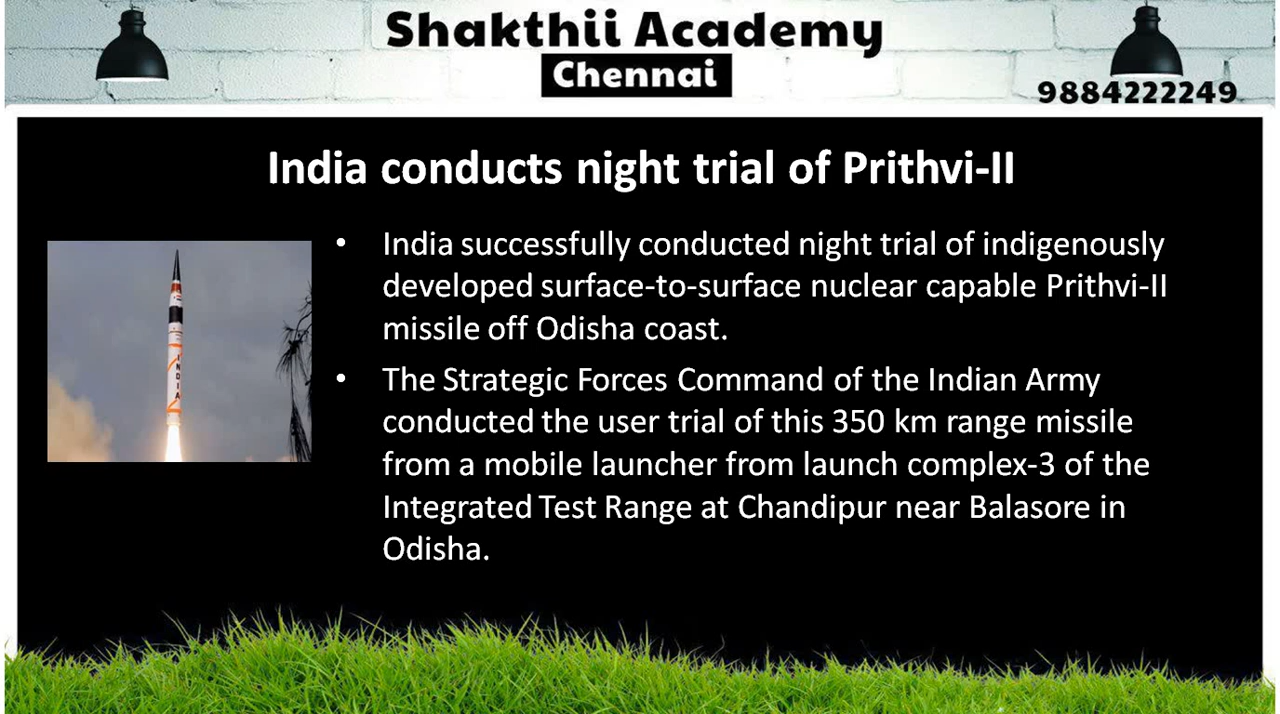 Shakthii Academy
Chennai
9884222249
India conducts night trial of Prithvi-II
• India successfully conducted night trial of indigenously
developed surface-to-surface nuclear capable Prithvi-II
missile off Odisha coast.
• The Strategic Forces Command of the Indian Army
conducted the user trial of this 350 km range missile
from a mobile launcher from launch complex-3 of the
Integrated Test Range at Chandipur near Balasore in
Odisha.
INDIA